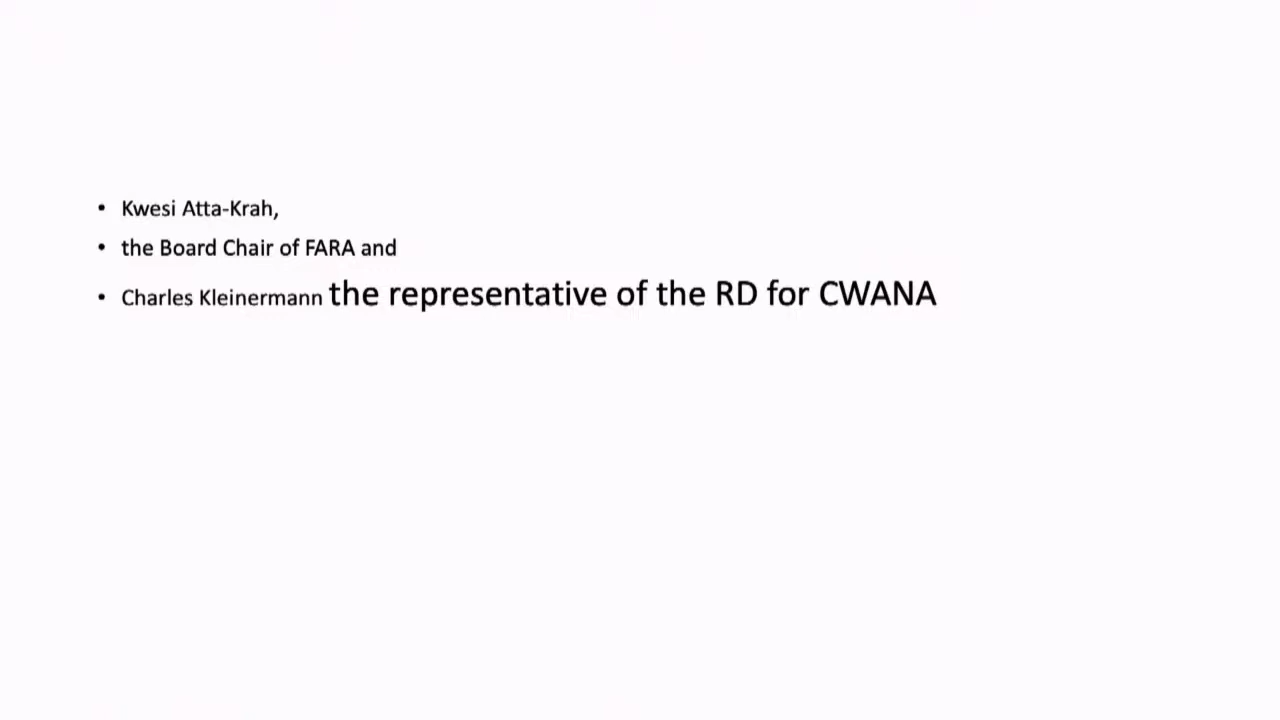 • Kwesi Atta-Krah,
• the Board Chair of FARA and
• Charles Kleinermann the representative of the RD for CWANA